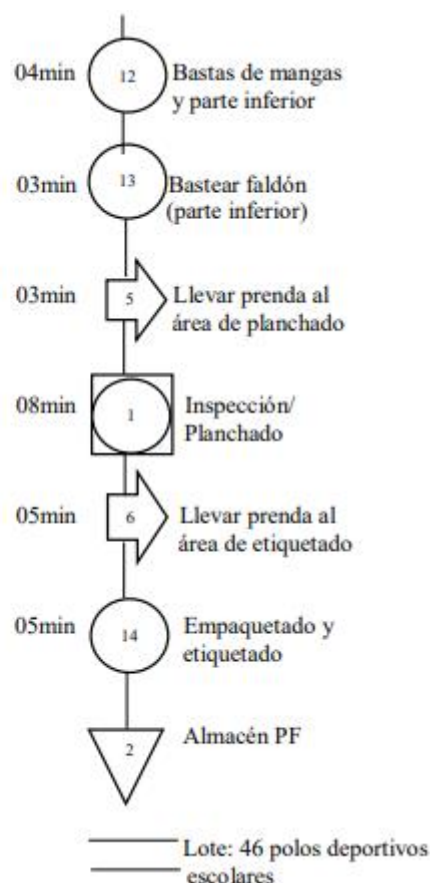 04min 12 Bastas de mangas
y parte inferior
03min 13 Bastear faldón
(parte inferior)
03min 5 Llevar prenda al
área de planchado
08min 1 Inspección/
Planchado
05min 6 Llevar prenda al
área de etiquetado
05min 14 Empaquetado y
etiquetado
2 Almacén PF
Lote: 46 polos deportivos
escolares